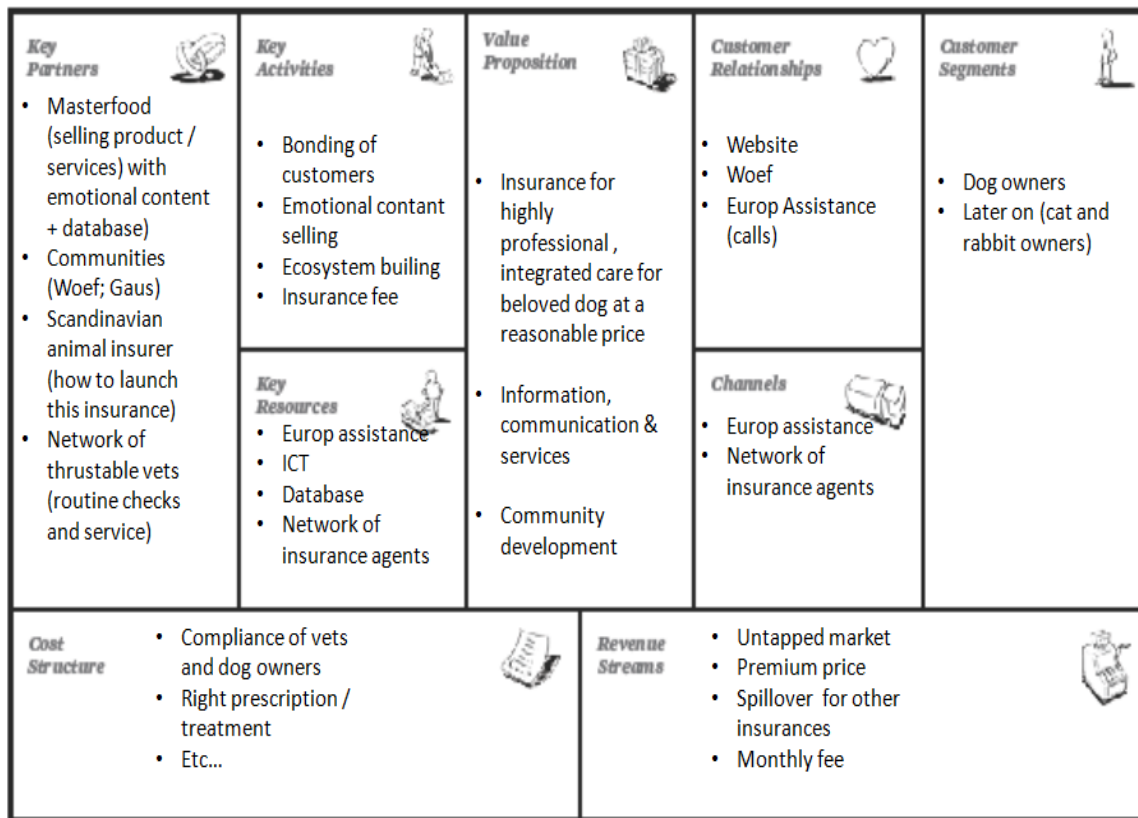 Key
Partners
• Masterfood
(selling product /
services) with
emotional content
+ database)
• Communities
(Woef; Gaus)
• Scandinavian
animal insurer
(how to launch
this insurance)
• Network of
thrustable vets
(routine checks
and service)
Key
Activities
• Bonding of
customers
• Emotional contant
selling
• Ecosystem builing
• Insurance fee
Key
Resources
• Europ assistance
• ICT
• Database
• Network of
insurance agents
Value
Proposition
• Insurance for
highly
professional ,
integrated care for
beloved dog at a
reasonable price
• Information,
communication &
services
• Community
development
Customer
Relationships
• Website
• Woef
• Europ Assistance
(calls)
Channels
• Europ assistance
• Network of
insurance agents
Customer
Segments
• Dog owners
• Later on (cat and
rabbit owners)
Cost
Structure
• Compliance of vets
and dog owners
• Right prescription /
treatment
• Etc...
Revenue
Streams
• Untapped market
• Premium price
• Spillover for other
insurances
• Monthly fee